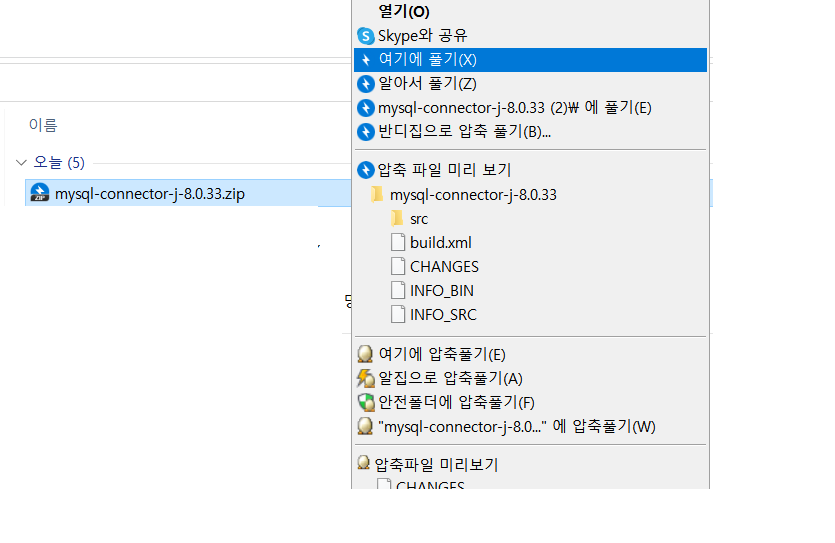 열기(O)
Skype와 공유
여기에 풀기(X)
알아서 풀기(Z)
mysql-connector-j-8.0.33 (2)₩ 에 풀기(E)
반디집으로 압축 풀기(B)...
압축 파일 미리 보기
mysql-connector-j-8.0.33
src
build.xml
CHANGES
INFO_BIN
INFO_SRC
여기에 압축풀기(E)
알집으로 압축풀기(A)
안전폴더에 압축풀기(F)
"mysql-connector-j-8.0..." 에 압축풀기(W)
압축파일 미리보기
CHANGES
이름
오늘 (5)
ZIP
mysql-connector-j-8.0.33.zip